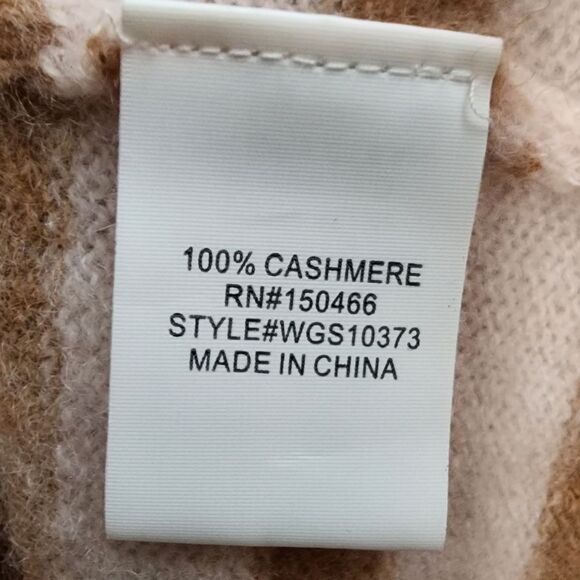 100% CASHMERE
RN#150466
STYLE#WGS10373
MADE IN CHINA